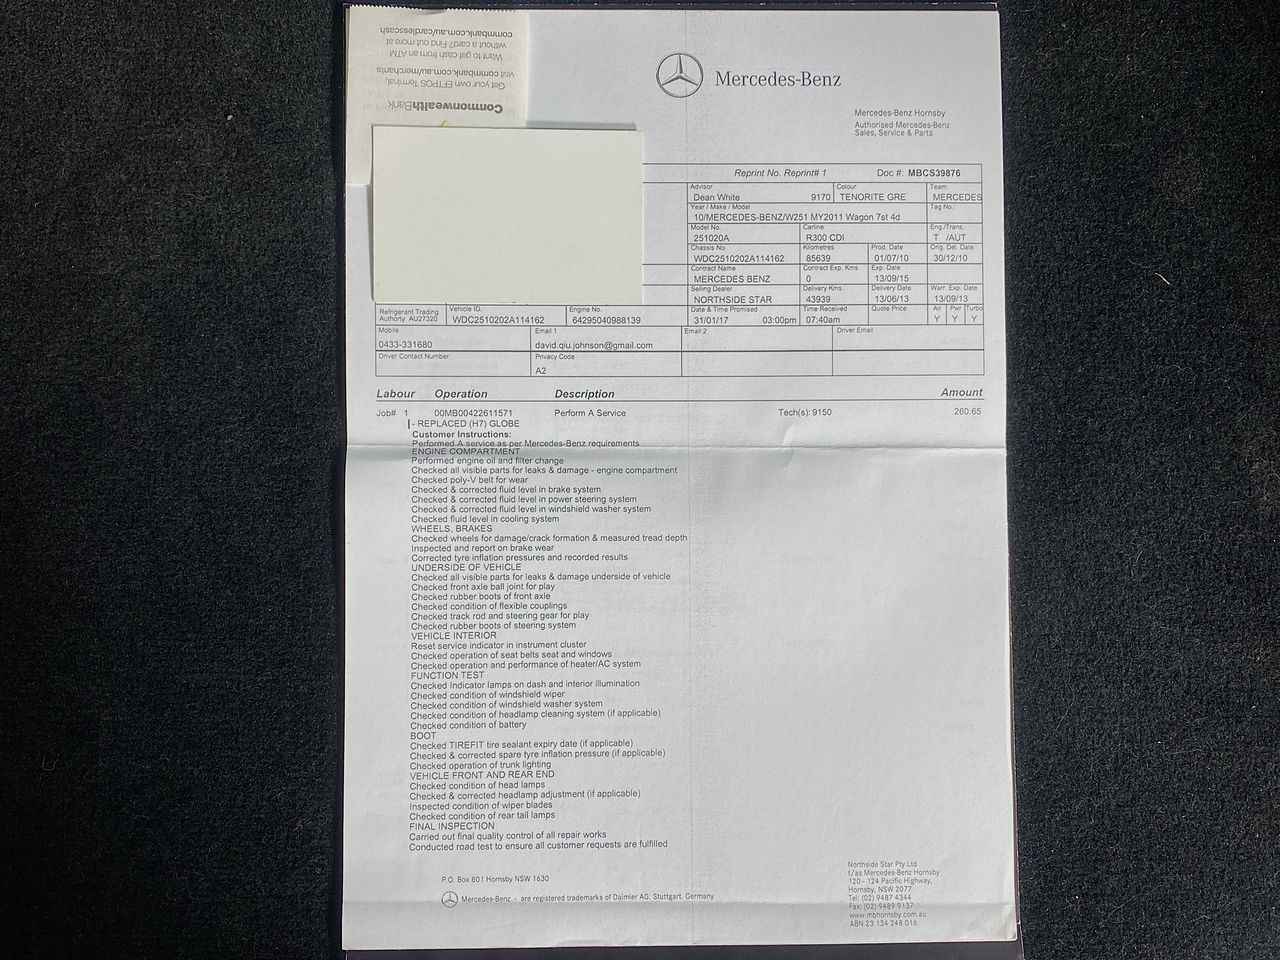 commbank.com.au/cardlesscash
without a card? Find out more at
Want to get cash from an ATM
visit commbank.com.au/merchants
Get your own EFTPOS Terminal,
CommonwealthBank
Mercedes-Benz
Mercedes-Benz Hornsby
Authorised Mercedes-Benz
Sales, Service & Parts
Reprint No. Reprint# 1 Doc #: MBCS39876
Advisor Colour Team
Dean White 9170 TENORITE GRE MERCEDES
Year / Make / Model Tag No.
10/MERCEDES-BENZ/W251 MY2011 Wagon 7st 4d
Model No. Carline Eng./Trans.
251020A R300 CDI T /AUT
Chassis No. Kilometres Prod. Date Orig. Del. Date
WDC2510202A114162 85639 01/07/10 30/12/10
Contract Name Contract Exp. Kms Exp. Date
MERCEDES BENZ 0 13/09/15
Selling Dealer Delivery Kms. Delivery Date Warr. Exp. Date
NORTHSIDE STAR 43939 13/06/13 13/09/13
Refrigerant Trading Vehicle ID. Engine No. Date & Time Promised Time Received Quote Price Air Pwr Turbo
Authorty AU27320 WDC2510202A114162 64295040988139 31/01/17 03:00pm 07:40am Y Y Y
Mobile Email 1 Email 2 Driver Email
0433-331680 david.qiu.johnson@gmail.com
Driver Contact Number Privacy Code
A2
Labour Operation Description Amount
Job# 1 00MB00422611571 Perform A Service Tech(s): 9150 260.65
- REPLACED (H7) GLOBE
Customer Instructions:
Performed A service as per Mercedes-Benz requirements
ENGINE COMPARTMENT
Performed engine oil and filter change
Checked all visible parts for leaks & damage - engine compartment
Checked poly-V belt for wear
Checked & corrected fluid level in brake system
Checked & corrected fluid level in power steering system
Checked & corrected fluid level in windshield washer system
Checked fluid level in cooling system
WHEELS, BRAKES
Checked wheels for damage/crack formation & measured tread depth
Inspected and report on brake wear
Corrected tyre inflation pressures and recorded results
UNDERSIDE OF VEHICLE
Checked all visible parts for leaks & damage underside of vehicle
Checked front axle ball joint for play
Checked rubber boots of front axle
Checked condition of flexible couplings
Checked track rod and steering gear for play
Checked rubber boots of steering system
VEHICLE INTERIOR
Reset service indicator in instrument cluster
Checked operation of seat belts seat and windows
Checked operation and performance of heater/AC system
FUNCTION TEST
Checked Indicator lamps on dash and interior illumination
Checked condition of windshield wiper
Checked condition of windshield washer system
Checked condition of headlamp cleaning system (if applicable)
Checked condition of battery
BOOT
Checked TIREFIT tire sealant expiry date (if applicable)
Checked & corrected spare tyre inflation pressure (if applicable)
Checked operation of trunk lighting
VEHICLE FRONT AND REAR END
Checked condition of head lamps
Checked & corrected headlamp adjustment (if applicable)
Inspected condition of wiper blades
Checked condition of rear tail lamps
FINAL INSPECTION
Carried out final quality control of all repair works
Conducted road test to ensure all customer requests are fulfilled
P.O. Box 801 Hornsby NSW 1630
Mercedes-Benz - are registered trademarks of Daimler AG, Stuttgart, Germany
Northside Star Pty Ltd
t/as Mercedes-Benz Hornsby
120 - 124 Pacific Highway,
Hornsby, NSW 2077
Tel: (02) 9487 4344
Fax: (02) 9489 9137
www.mbhornsby.com.au
ABN 23 134 248 016